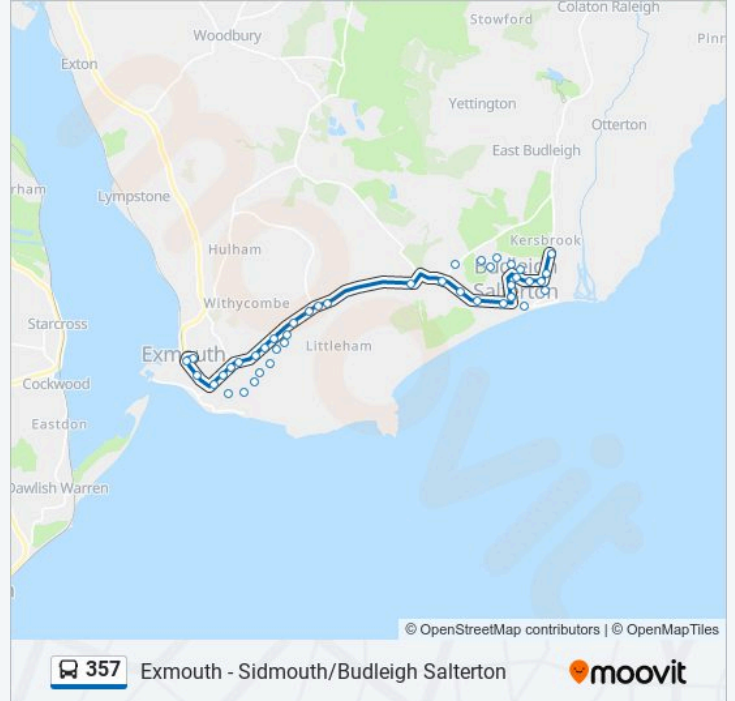 Stowford
Colaton Raleigh
Woodbury
Pinn
Exton
Yettington
Otterton
East Budleigh
rham
Lympstone
Kersbrook
Hulham
Budleigh
Salterton
Withycombe
Starcross
Littleham
Exmouth
Cockwood
Eastdon
Dawlish Warren
moovit
© OpenStreetMap contributors | © OpenMapTiles
357 Exmouth - Sidmouth/Budleigh Salterton moovit